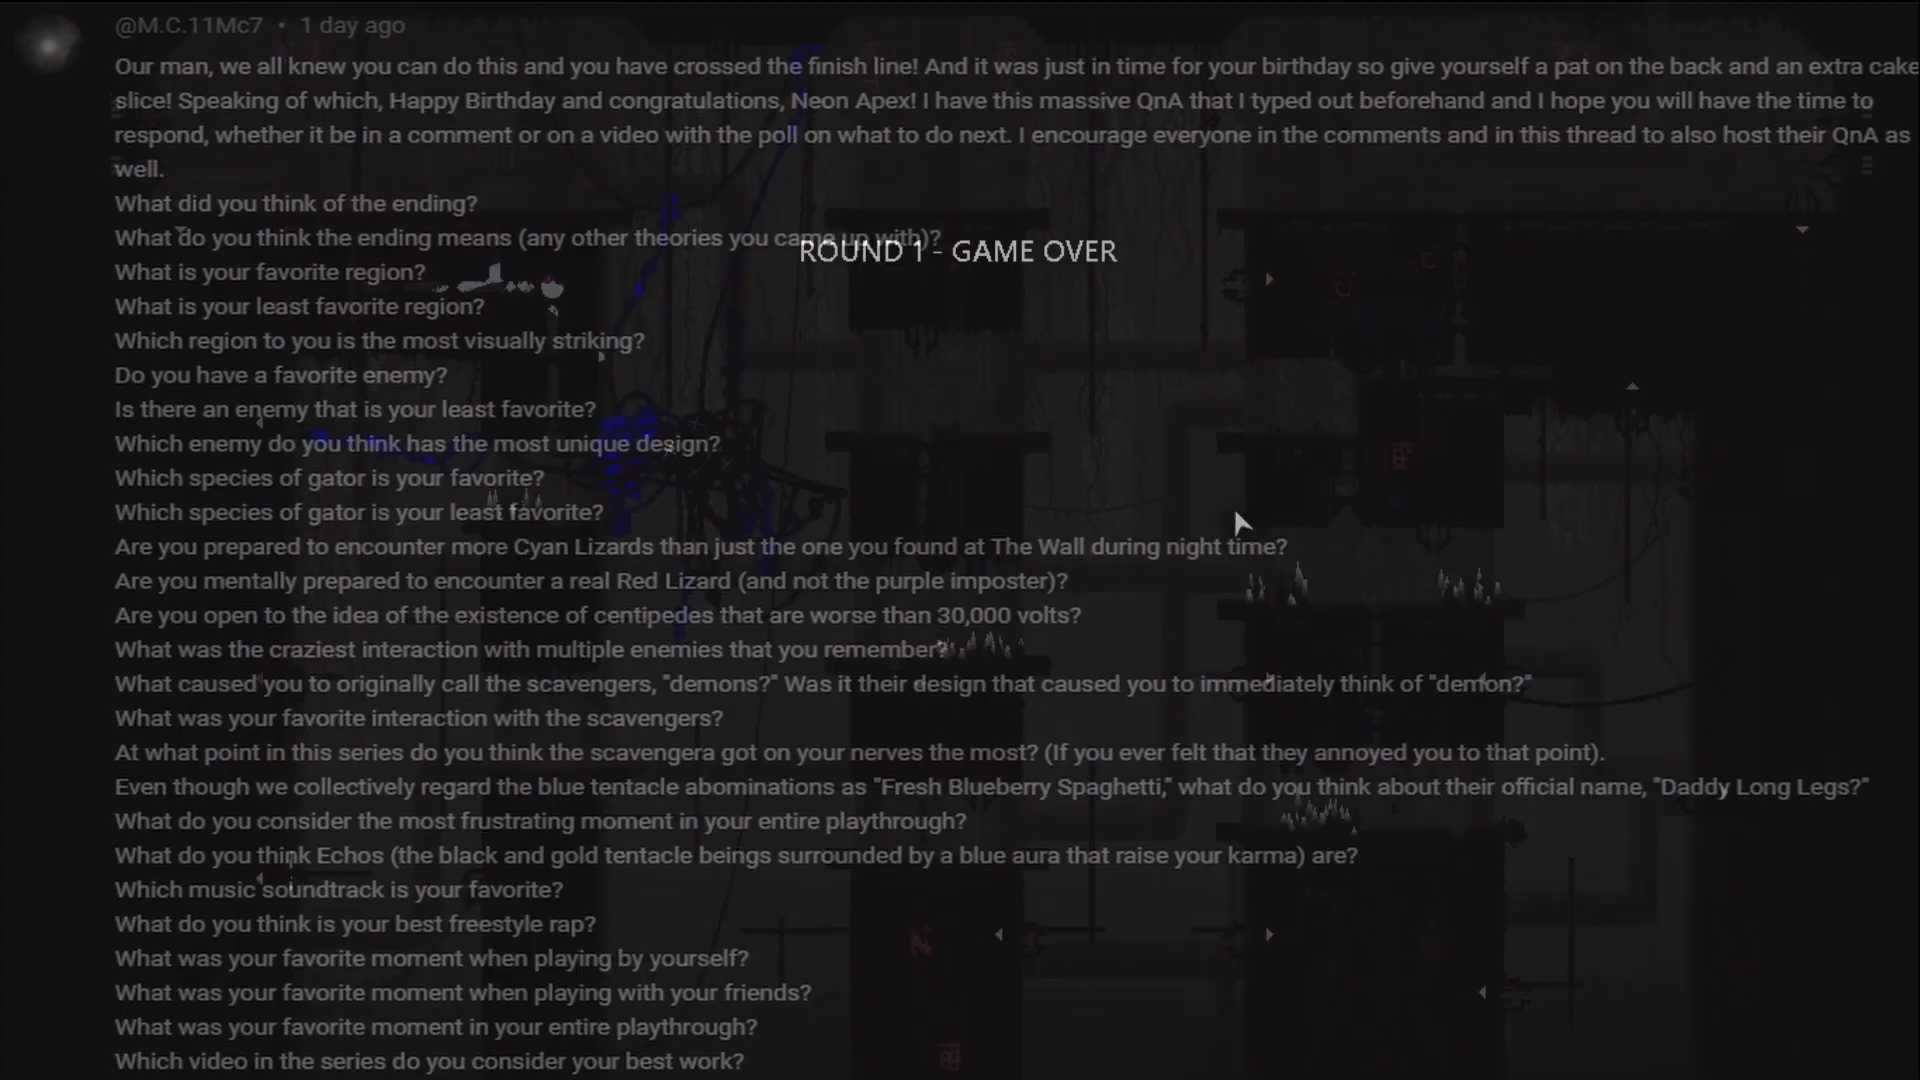 @M.C.11Mc7 • 1 day ago
Our man, we all knew you can do this and you have crossed the finish line! And it was just in time for your birthday so give yourself a pat on the back and an extra cake
slice! Speaking of which, Happy Birthday and congratulations, Neon Apex! I have this massive QnA that I typed out beforehand and I hope you will have the time to
respond, whether it be in a comment or on a video with the poll on what to do next. I encourage everyone in the comments and in this thread to also host their QnA as
well.
What did you think of the ending?
What do you think the ending means (any other theories you came up with)?
ROUND 1 - GAME OVER
What is your favorite region?
What is your least favorite region?
Which region to you is the most visually striking?
Do you have a favorite enemy?
Is there an enemy that is your least favorite?
Which enemy do you think has the most unique design?
Which species of gator is your favorite?
Which species of gator is your least favorite?
Are you prepared to encounter more Cyan Lizards than just the one you found at The Wall during night time?
Are you mentally prepared to encounter a real Red Lizard (and not the purple imposter)?
Are you open to the idea of the existence of centipedes that are worse than 30,000 volts?
What was the craziest interaction with multiple enemies that you remember?
What caused you to originally call the scavengers, "demons?" Was it their design that caused you to immediately think of "demon?"
What was your favorite interaction with the scavengers?
At what point in this series do you think the scavengera got on your nerves the most? (If you ever felt that they annoyed you to that point).
Even though we collectively regard the blue tentacle abominations as "Fresh Blueberry Spaghetti," what do you think about their official name, "Daddy Long Legs?"
What do you consider the most frustrating moment in your entire playthrough?
What do you think Echos (the black and gold tentacle beings surrounded by a blue aura that raise your karma) are?
Which music soundtrack is your favorite?
What do you think is your best freestyle rap?
What was your favorite moment when playing by yourself?
What was your favorite moment when playing with your friends?
What was your favorite moment in your entire playthrough?
Which video in the series do you consider your best work?